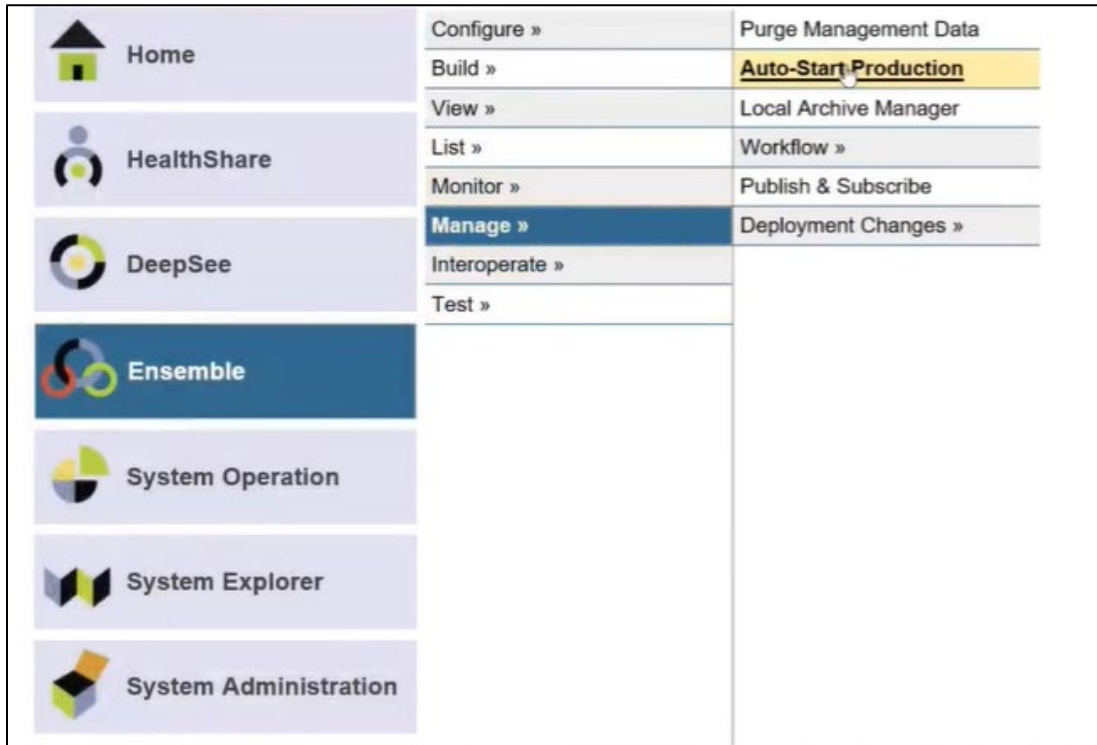 Home
HealthShare
DeepSee
Ensemble
System Operation
System Explorer
System Administration
Configure »
Build »
View »
List »
Monitor »
Manage »
Interoperate »
Test »
Purge Management Data
Auto-Start Production
Local Archive Manager
Workflow »
Publish & Subscribe
Deployment Changes »